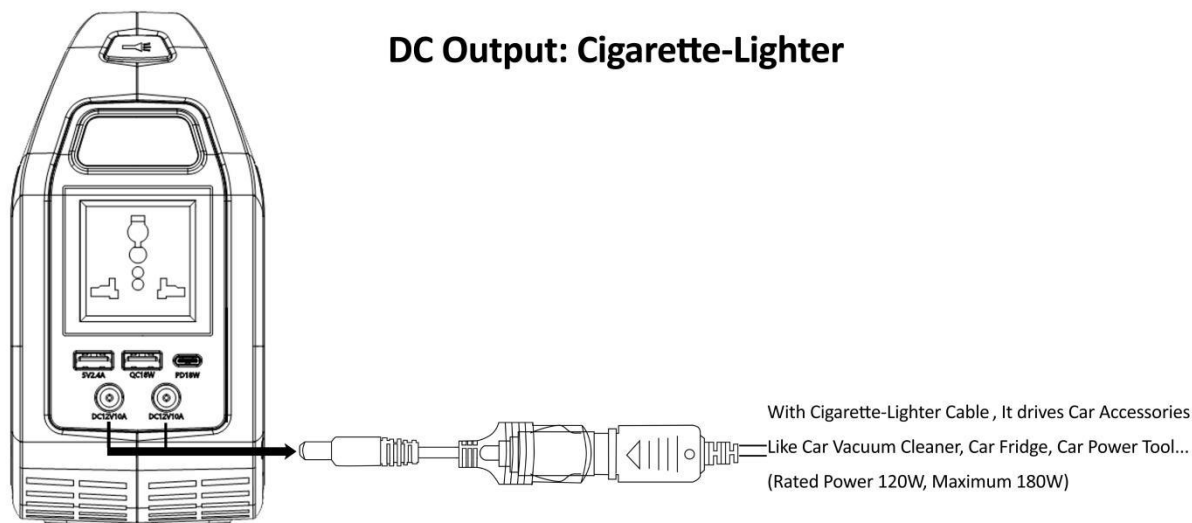 DC Output: Cigarette-Lighter
5V2.4A QC18W PD18W
DC12V10A DC12V10A
With Cigarette-Lighter Cable , It drives Car Accessories
Like Car Vacuum Cleaner, Car Fridge, Car Power Tool...
(Rated Power 120W, Maximum 180W)